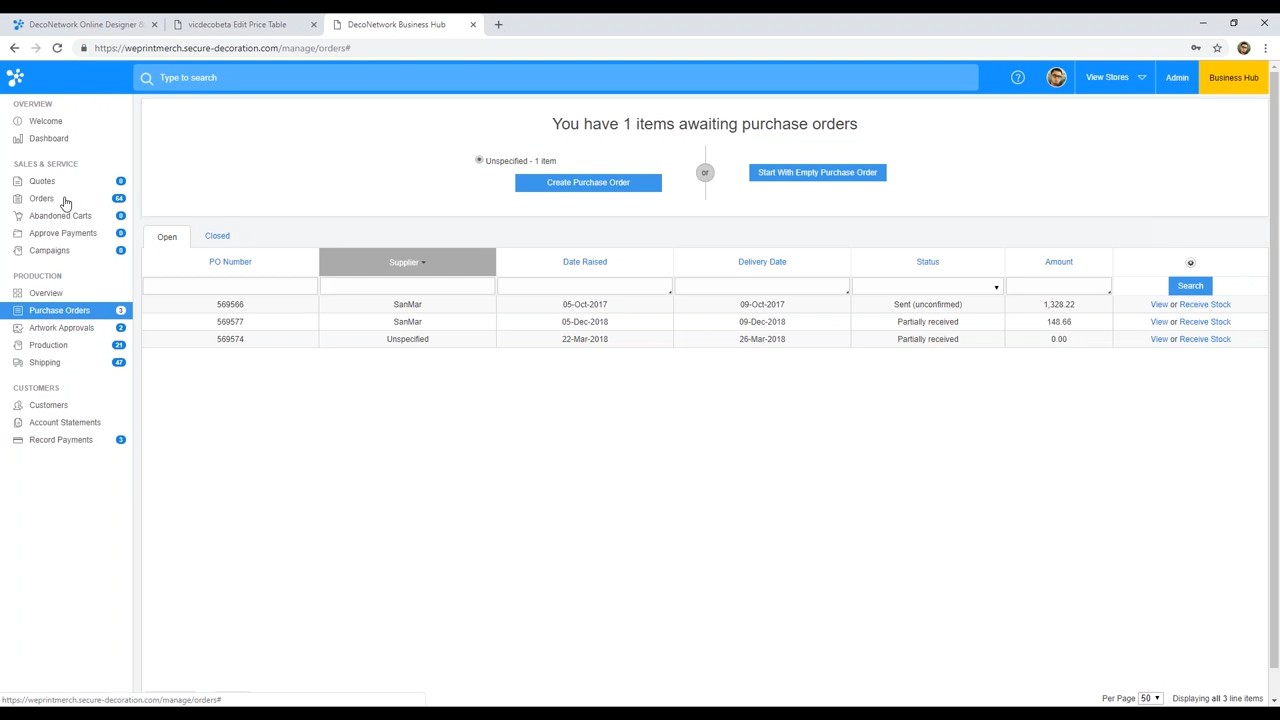 DecoNetwork Online Designer &
vicdecobeta Edit Price Table
DecoNetwork Business Hub
https://weprintmerch.secure-decoration.com/manage/orders#
Type to search
View Stores
Admin
Business Hub
OVERVIEW
Welcome
Dashboard
SALES & SERVICE
Quotes 0
Orders 64
Abandoned Carts 0
Approve Payments 0
Campaigns 0
PRODUCTION
Overview
Purchase Orders 3
Artwork Approvals 2
Production 21
Shipping 47
CUSTOMERS
Customers
Account Statements
Record Payments 3
You have 1 items awaiting purchase orders
Unspecified - 1 item
Create Purchase Order
or
Start With Empty Purchase Order
Open Closed
PO Number Supplier Date Raised Delivery Date Status Amount
Search
569566 SanMar 05-Oct-2017 09-Oct-2017 Sent (unconfirmed) 1,328.22 View or Receive Stock
569577 SanMar 05-Dec-2018 09-Dec-2018 Partially received 148.66 View or Receive Stock
569574 Unspecified 22-Mar-2018 26-Mar-2018 Partially received 0.00 View or Receive Stock
https://weprintmerch.secure-decoration.com/manage/orders#
Per Page 50 Displaying all 3 line items